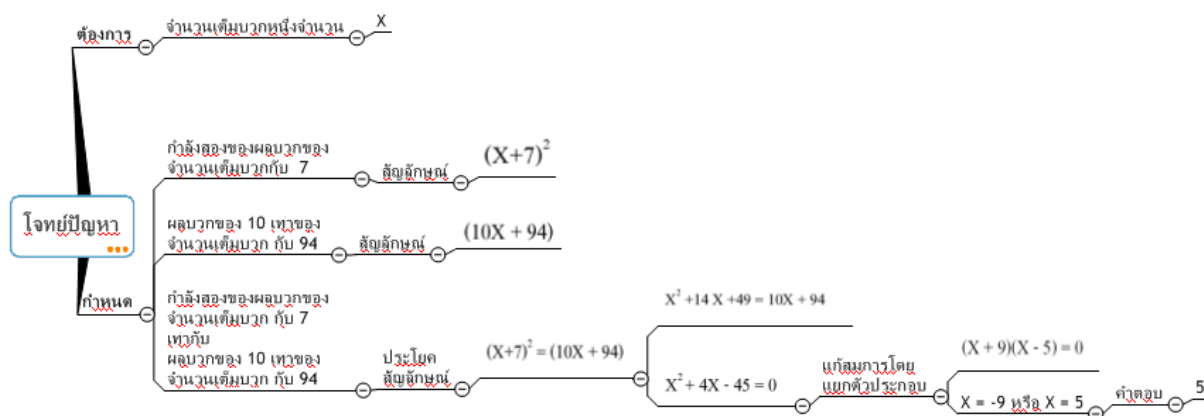 ต้องการ
จำนวนเต็มบวกหนึ่งจำนวน
X
โจทย์ปัญหา
กำหนด
กำลังสองของผลบวกของ
จำนวนเต็มบวกกับ 7
สัญลักษณ์
(X+7)²
ผลบวกของ 10 เท่าของ
จำนวนเต็มบวก กับ 94
สัญลักษณ์
(10X + 94)
กำลังสองของผลบวกของ
จำนวนเต็มบวก กับ 7
เท่ากับ
ผลบวกของ 10 เท่าของ
จำนวนเต็มบวก กับ 94
ประโยค
สัญลักษณ์
(X+7)² = (10X + 94)
X² +14 X +49 = 10X + 94
X² + 4X - 45 = 0
แก้สมการโดย
แยกตัวประกอบ
(X + 9)(X - 5) = 0
X = -9 หรือ X = 5
คำตอบ
5